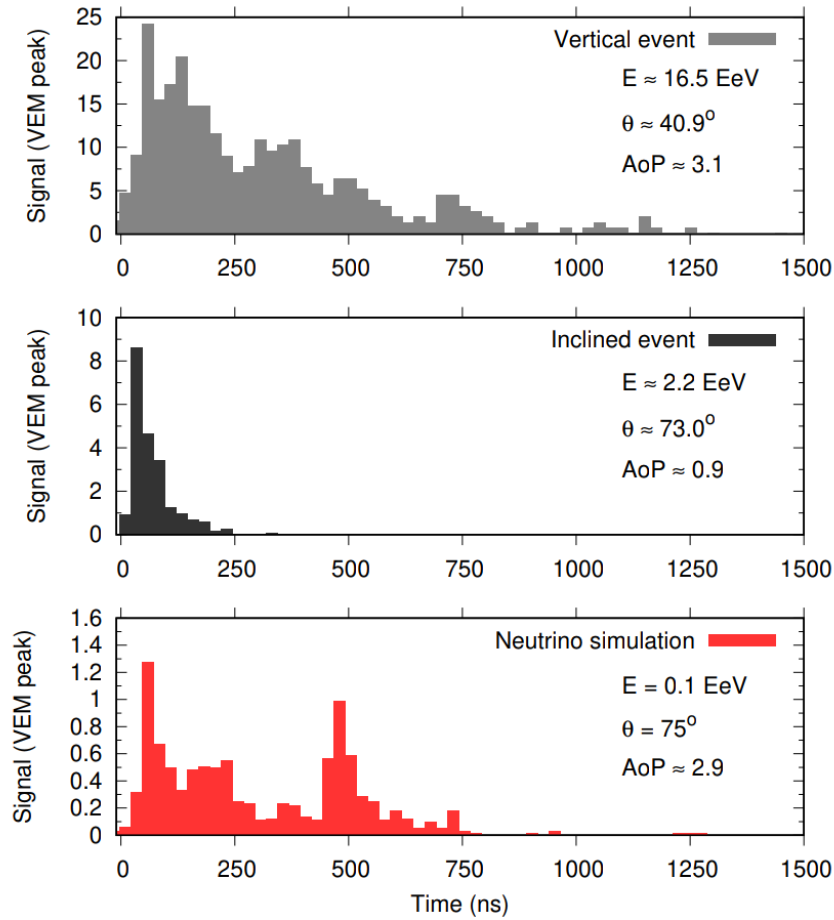 Signal (VEM peak)
25
20
15
10
5
0
Vertical event
E ≈ 16.5 EeV
θ ≈ 40.9º
AoP ≈ 3.1
0 250 500 750 1000 1250 1500
Signal (VEM peak)
10
8
6
4
2
0
Inclined event
E ≈ 2.2 EeV
θ ≈ 73.0º
AoP ≈ 0.9
0 250 500 750 1000 1250 1500
Signal (VEM peak)
1.6
1.4
1.2
1
0.8
0.6
0.4
0.2
0
Neutrino simulation
E = 0.1 EeV
θ = 75º
AoP ≈ 2.9
0 250 500 750 1000 1250 1500
Time (ns)